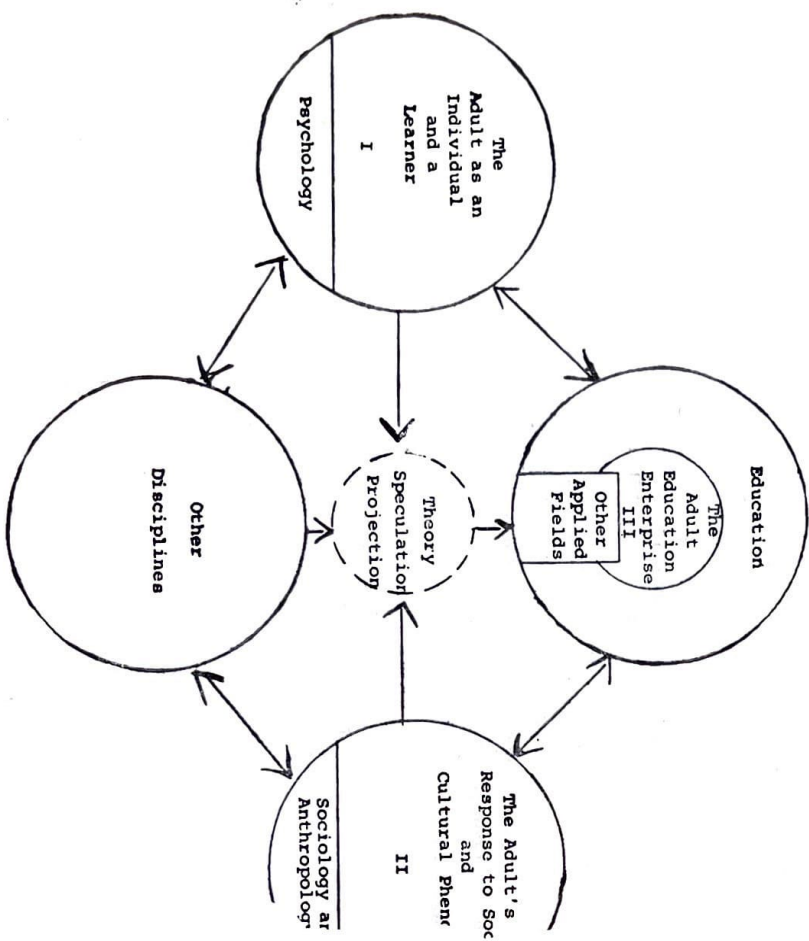 Education
The
Adult
Education
Enterprise
III
Other
Applied
Fields
The
Adult as an
Individual
and a
Learner
I
Psychology
Theory
Speculation
Projection
The Adult's
Response to Soc
and
Cultural Phen
II
Sociology a
Anthropolog
Other
Disciplines